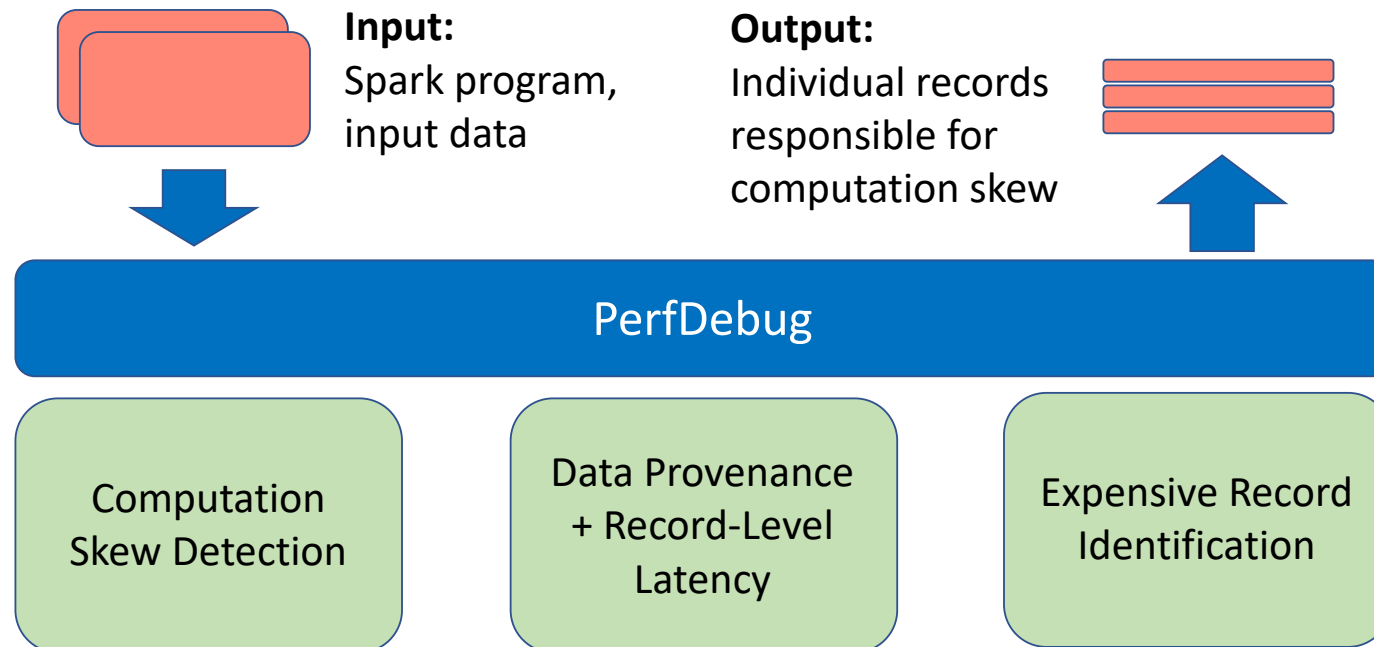 Input:
Spark program,
input data
Output:
Individual records
responsible for
computation skew
PerfDebug
Computation
Skew Detection
Data Provenance
+ Record-Level
Latency
Expensive Record
Identification